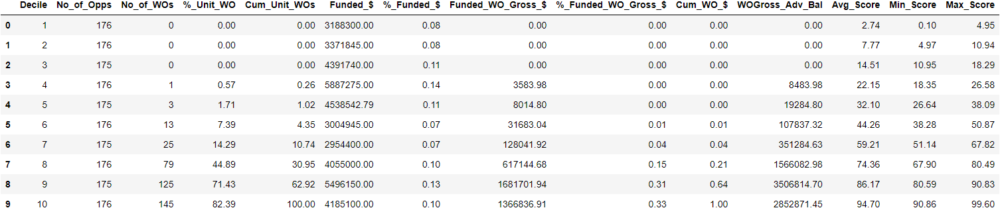 Decile No_of_Opps No_of_WOs %_Unit_WO Cum_Unit_WOs Funded_$ %_Funded_$ Funded_WO_Gross_$ %_Funded_WO_Gross_$ Cum_WO_$ WOGross_Adv_Bal Avg_Score Min_Score Max_Score
0 1 176 0 0.00 0.00 3188300.00 0.08 0.00 0.00 0.00 0.00 2.74 0.10 4.95
1 2 176 0 0.00 0.00 3371845.00 0.08 0.00 0.00 0.00 0.00 7.77 4.97 10.94
2 3 175 0 0.00 0.00 4391740.00 0.11 0.00 0.00 0.00 0.00 14.51 10.95 18.29
3 4 176 1 0.57 0.26 5887275.00 0.14 3583.98 0.00 0.00 8483.98 22.15 18.35 26.58
4 5 175 3 1.71 1.02 4538542.79 0.11 8014.80 0.00 0.00 19284.80 32.10 26.64 38.09
5 6 176 13 7.39 4.35 3004945.00 0.07 31683.04 0.01 0.01 107837.32 44.26 38.28 50.87
6 7 175 25 14.29 10.74 2954400.00 0.07 128041.92 0.04 0.04 351284.63 59.21 51.14 67.82
7 8 176 79 44.89 30.95 4055000.00 0.10 617144.68 0.15 0.21 1566082.98 74.36 67.90 80.49
8 9 175 125 71.43 62.92 5496150.00 0.13 1681701.94 0.31 0.64 3506814.70 86.17 80.59 90.83
9 10 176 145 82.39 100.00 4185100.00 0.10 1366836.91 0.33 1.00 2852871.45 94.70 90.86 99.60